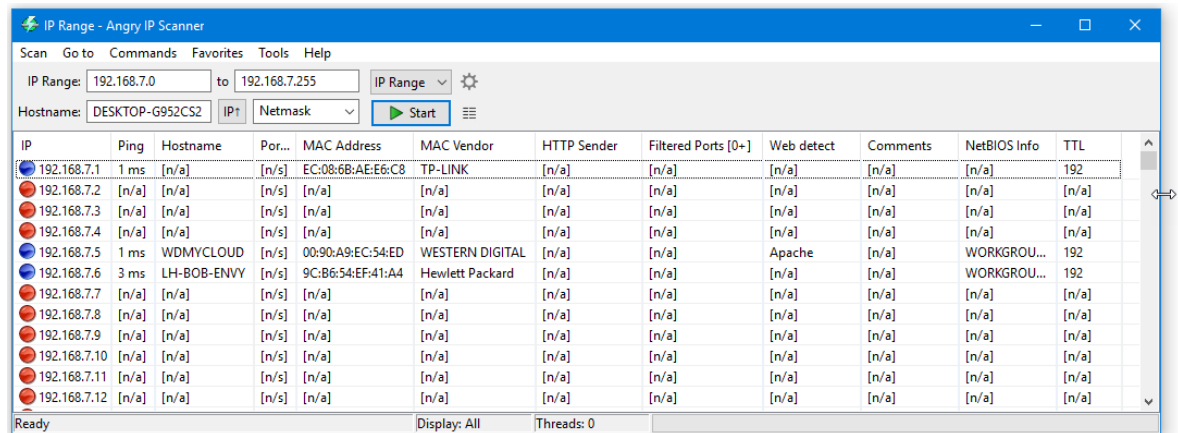 IP Range - Angry IP Scanner
Scan Go to Commands Favorites Tools Help
IP Range: 192.168.7.0 to 192.168.7.255 IP Range
Hostname: DESKTOP-G952CS2 IP↑ Netmask Start
IP Ping Hostname Por... MAC Address MAC Vendor HTTP Sender Filtered Ports [0+] Web detect Comments NetBIOS Info TTL
192.168.7.1 1 ms [n/a] [n/s] EC:08:6B:AE:E6:C8 TP-LINK [n/a] [n/a] [n/a] [n/a] [n/a] 192
192.168.7.2 [n/a] [n/a] [n/s] [n/a] [n/a] [n/a] [n/a] [n/a] [n/a] [n/a] [n/a]
192.168.7.3 [n/a] [n/a] [n/s] [n/a] [n/a] [n/a] [n/a] [n/a] [n/a] [n/a] [n/a]
192.168.7.4 [n/a] [n/a] [n/s] [n/a] [n/a] [n/a] [n/a] [n/a] [n/a] [n/a] [n/a]
192.168.7.5 1 ms WDMYCLOUD [n/s] 00:90:A9:EC:54:ED WESTERN DIGITAL [n/a] [n/a] Apache [n/a] WORKGROU... 192
192.168.7.6 3 ms LH-BOB-ENVY [n/s] 9C:B6:54:EF:41:A4 Hewlett Packard [n/a] [n/a] [n/a] [n/a] WORKGROU... 192
192.168.7.7 [n/a] [n/a] [n/s] [n/a] [n/a] [n/a] [n/a] [n/a] [n/a] [n/a] [n/a]
192.168.7.8 [n/a] [n/a] [n/s] [n/a] [n/a] [n/a] [n/a] [n/a] [n/a] [n/a] [n/a]
192.168.7.9 [n/a] [n/a] [n/s] [n/a] [n/a] [n/a] [n/a] [n/a] [n/a] [n/a] [n/a]
192.168.7.10 [n/a] [n/a] [n/s] [n/a] [n/a] [n/a] [n/a] [n/a] [n/a] [n/a] [n/a]
192.168.7.11 [n/a] [n/a] [n/s] [n/a] [n/a] [n/a] [n/a] [n/a] [n/a] [n/a] [n/a]
192.168.7.12 [n/a] [n/a] [n/s] [n/a] [n/a] [n/a] [n/a] [n/a] [n/a] [n/a] [n/a]
Ready Display: All Threads: 0